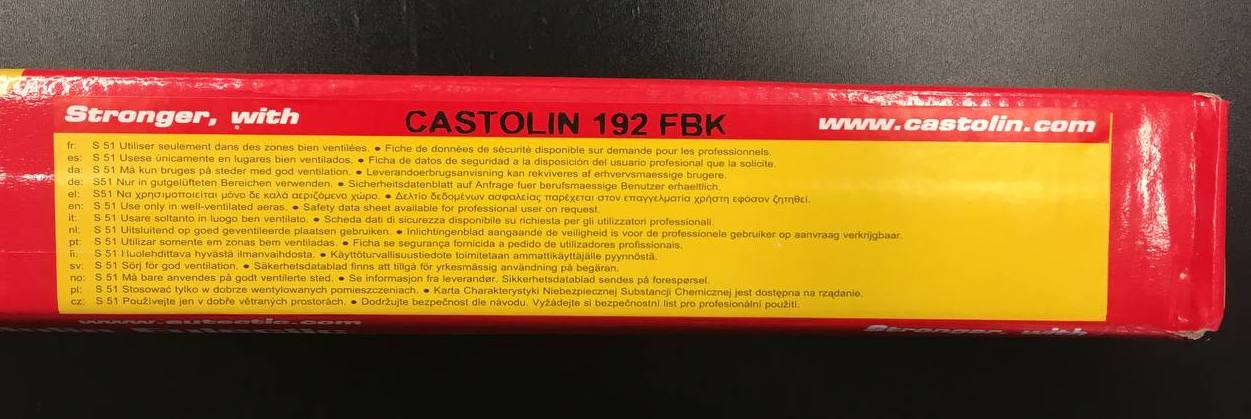 Stronger, with CASTOLIN 192 FBK www.castolin.com
fr: S 51 Utiliser seulement dans des zones bien ventilées. ● Fiche de données de sécurité disponible sur demande pour les professionnels.
es: S 51 Usese únicamente en lugares bien ventilados. ● Ficha de datos de seguridad a la disposición del usuario profesional que la solicite.
da: S 51 Må kun bruges på steder med god ventilation. ● Leverandoerbrugsanvisning kan rekviveres af erhvervsmaessige brugere.
de: S51 Nur in gutgelüfteten Bereichen verwenden. ● Sicherheitsdatenblatt auf Anfrage fuer berufsmaessige Benutzer erhaeltlich.
el: S51 Να χρησιμοποιείται μόνο δε καλά αεριζόμενο χώρο. ● Δελτίο δεδομένων ασφαλείας παρέχεται στον επαγγελματία χρήστη εφόσον ζητηθεί.
en: S 51 Use only in well-ventilated aeras. ● Safety data sheet available for professional user on request.
it: S 51 Usare soltanto in luogo ben ventilato. ● Scheda dati di sicurezza disponibile su richiesta per gli utilizzatori professionali.
nl: S 51 Uitsluitend op goed geventileerde plaatsen gebruiken. ● Inlichtingenblad aangaande de veiligheid is voor de professionele gebruiker op aanvraag verkrijgbaar.
pt: S 51 Utilizar somente em zonas bem ventiladas. ● Ficha se segurança fornicida a pedido de utilizadores profissionais.
fi: S 51 Huolehdittava hyvästä ilmanvaihdosta. ● Käyttöturvallisuustiedote toimitetaan ammattikäyttäjälle pyynnöstä.
sv: S 51 Sörj för god ventilation. ● Säkerhetsdatablad finns att tillgå för yrkesmässig användning på begäran.
no: S 51 Må bare anvendes på godt ventilerte sted. ● Se informasjon fra leverandør. Sikkerhetsdatablad sendes på forespørsel.
pl: S 51 Stosować tylko w dobrze wentylowanych pomieszczeniach. ● Karta Charakterystyki Niebezpiecznej Substancji Chemicznej jest dostępna na rządanie.
cz: S 51 Používejte jen v dobře větraných prostorách. ● Dodržujte bezpečnost dle návodu. Vyžádejte si bezpečnostní list pro profesionální použití.
www.eutectic.com Stronger, with